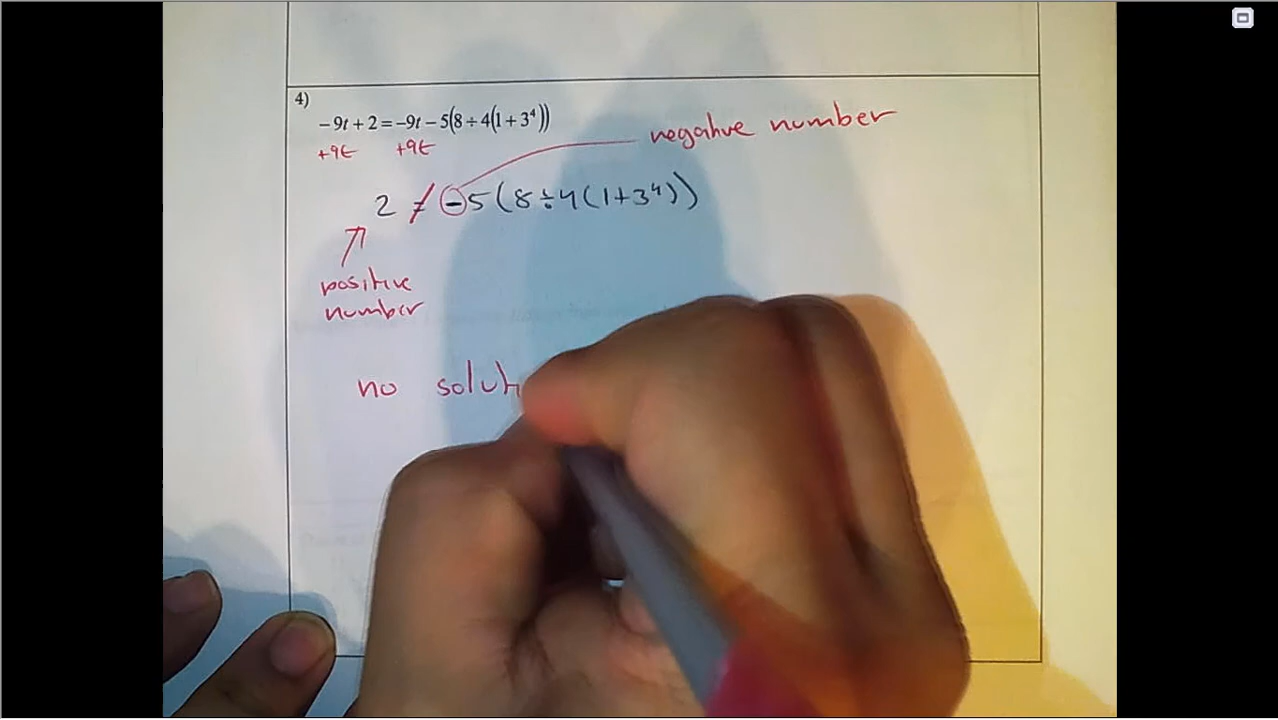 4)
−9t + 2 = −9t − 5(8 ÷ 4(1 + 3⁴))
+9t +9t
negative number
2 ≠ −5(8÷4(1+3⁴))
positive
number
no soluti